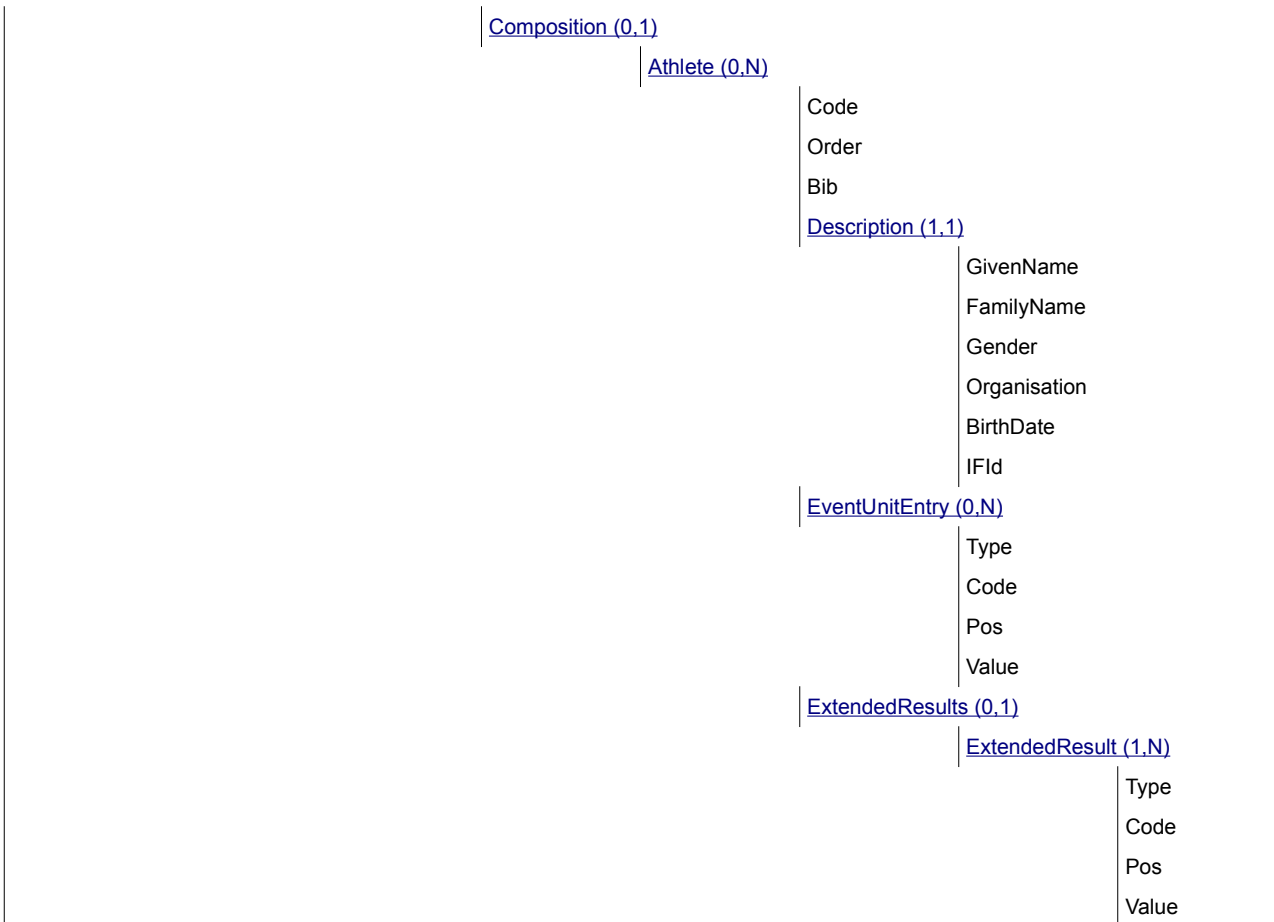 Composition (0,1)
Athlete (0,N)
Code
Order
Bib
Description (1,1)
GivenName
FamilyName
Gender
Organisation
BirthDate
IFId
EventUnitEntry (0,N)
Type
Code
Pos
Value
ExtendedResults (0,1)
ExtendedResult (1,N)
Type
Code
Pos
Value